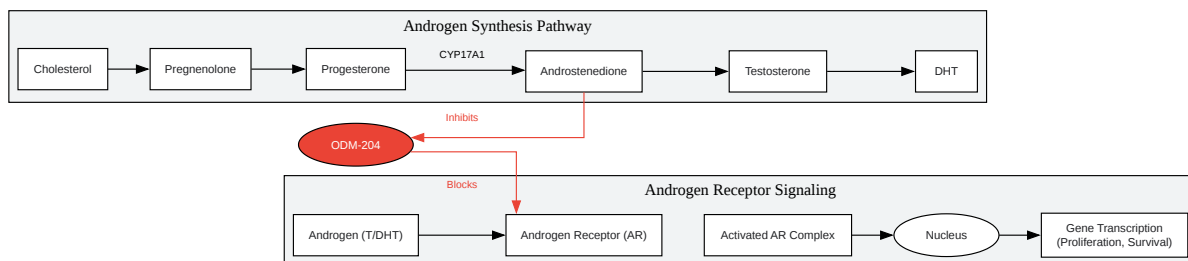 Androgen Synthesis Pathway
CYP17A1
Cholesterol
Pregnenolone
Progesterone
Androstenedione
Testosterone
DHT
Inhibits
ODM-204
Blocks
Androgen Receptor Signaling
Androgen (T/DHT)
Androgen Receptor (AR)
Activated AR Complex
Nucleus
Gene Transcription
(Proliferation, Survival)